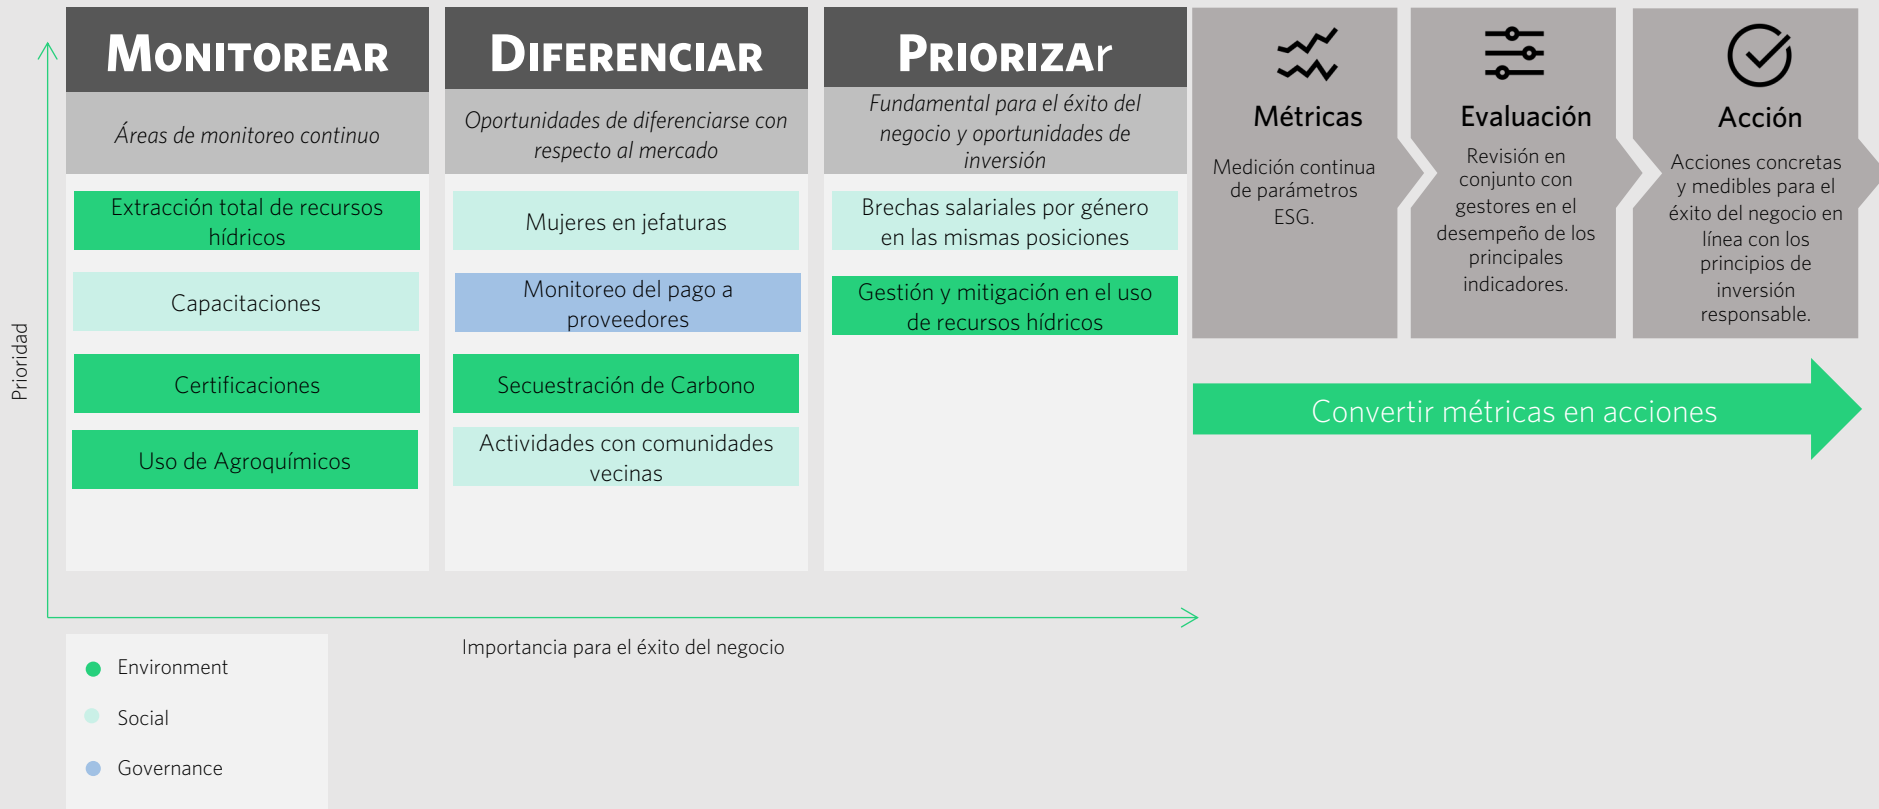 MONITOREAR
Áreas de monitoreo continuo
Extracción total de recursos
hídricos
Capacitaciones
Certificaciones
Uso de Agroquímicos
DIFERENCIAR
Oportunidades de diferenciarse con
respecto al mercado
Mujeres en jefaturas
Monitoreo del pago a
proveedores
Secuestración de Carbono
Actividades con comunidades
vecinas
PRIORIZAr
Fundamental para el éxito del
negocio y oportunidades de
inversión
Brechas salariales por género
en las mismas posiciones
Gestión y mitigación en el uso
de recursos hídricos
Métricas
Medición continua
de parámetros
ESG.
Evaluación
Revisión en
conjunto con
gestores en el
desempeño de los
principales
indicadores.
Acción
Acciones concretas
y medibles para el
éxito del negocio en
línea con los
principios de
inversión
responsable.
Convertir métricas en acciones
Prioridad
Importancia para el éxito del negocio
Environment
Social
Governance